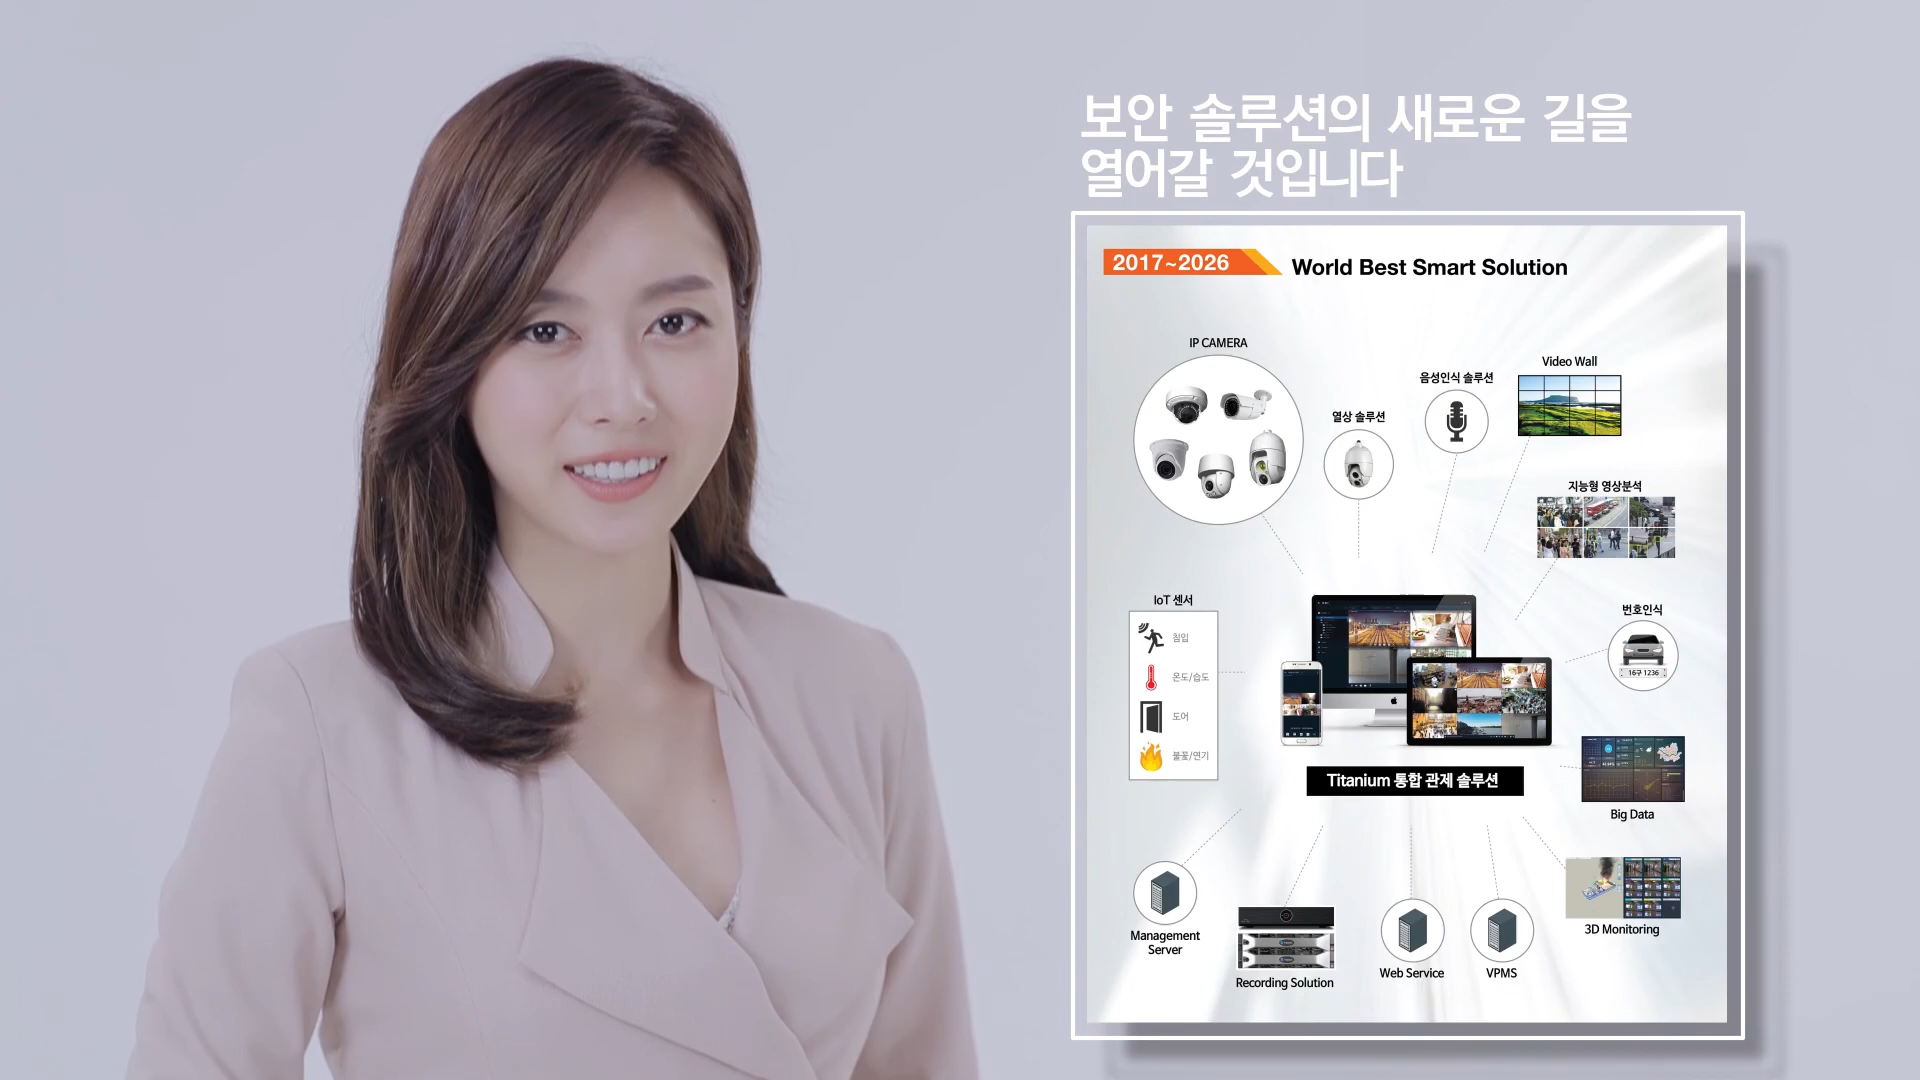 보안 솔루션의 새로운 길을
열어갈 것입니다
2017~2026
World Best Smart Solution
IP CAMERA
열상 솔루션
음성인식 솔루션
Video Wall
지능형 영상분석
IoT 센서
침입
온도/습도
도어
불꽃/연기
번호인식
16구 1236
Titanium 통합 관제 솔루션
Big Data
3D Monitoring
Management
Server
Recording Solution
Web Service
VPMS